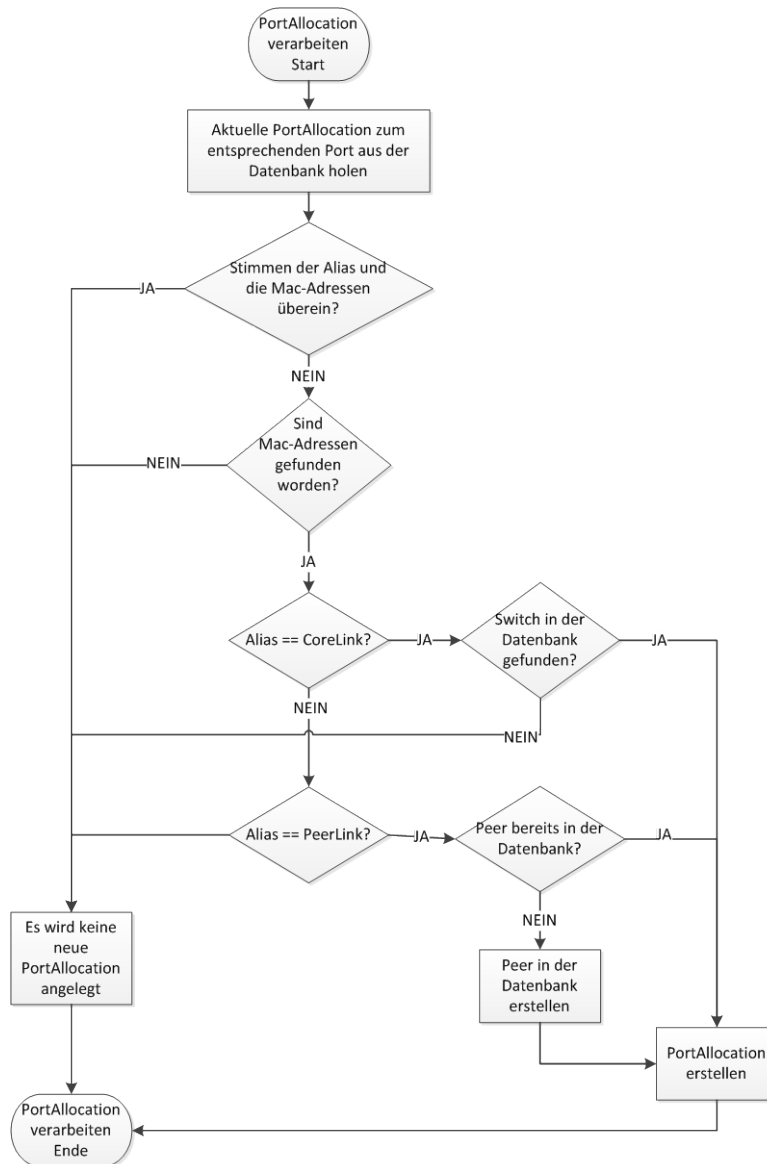 PortAllocation
verarbeiten
Start
Aktuelle PortAllocation zum
entsprechenden Port aus der
Datenbank holen
Stimmen der Alias und
die Mac-Adressen
überein?
JA
NEIN
Sind
Mac-Adressen
gefunden
worden?
NEIN
JA
Alias == CoreLink?
JA
Switch in der
Datenbank
gefunden?
JA
NEIN
NEIN
Alias == PeerLink?
JA
Peer bereits in der
Datenbank?
JA
NEIN
Es wird keine
neue
PortAllocation
angelegt
Peer in der
Datenbank
erstellen
PortAllocation
erstellen
PortAllocation
verarbeiten
Ende